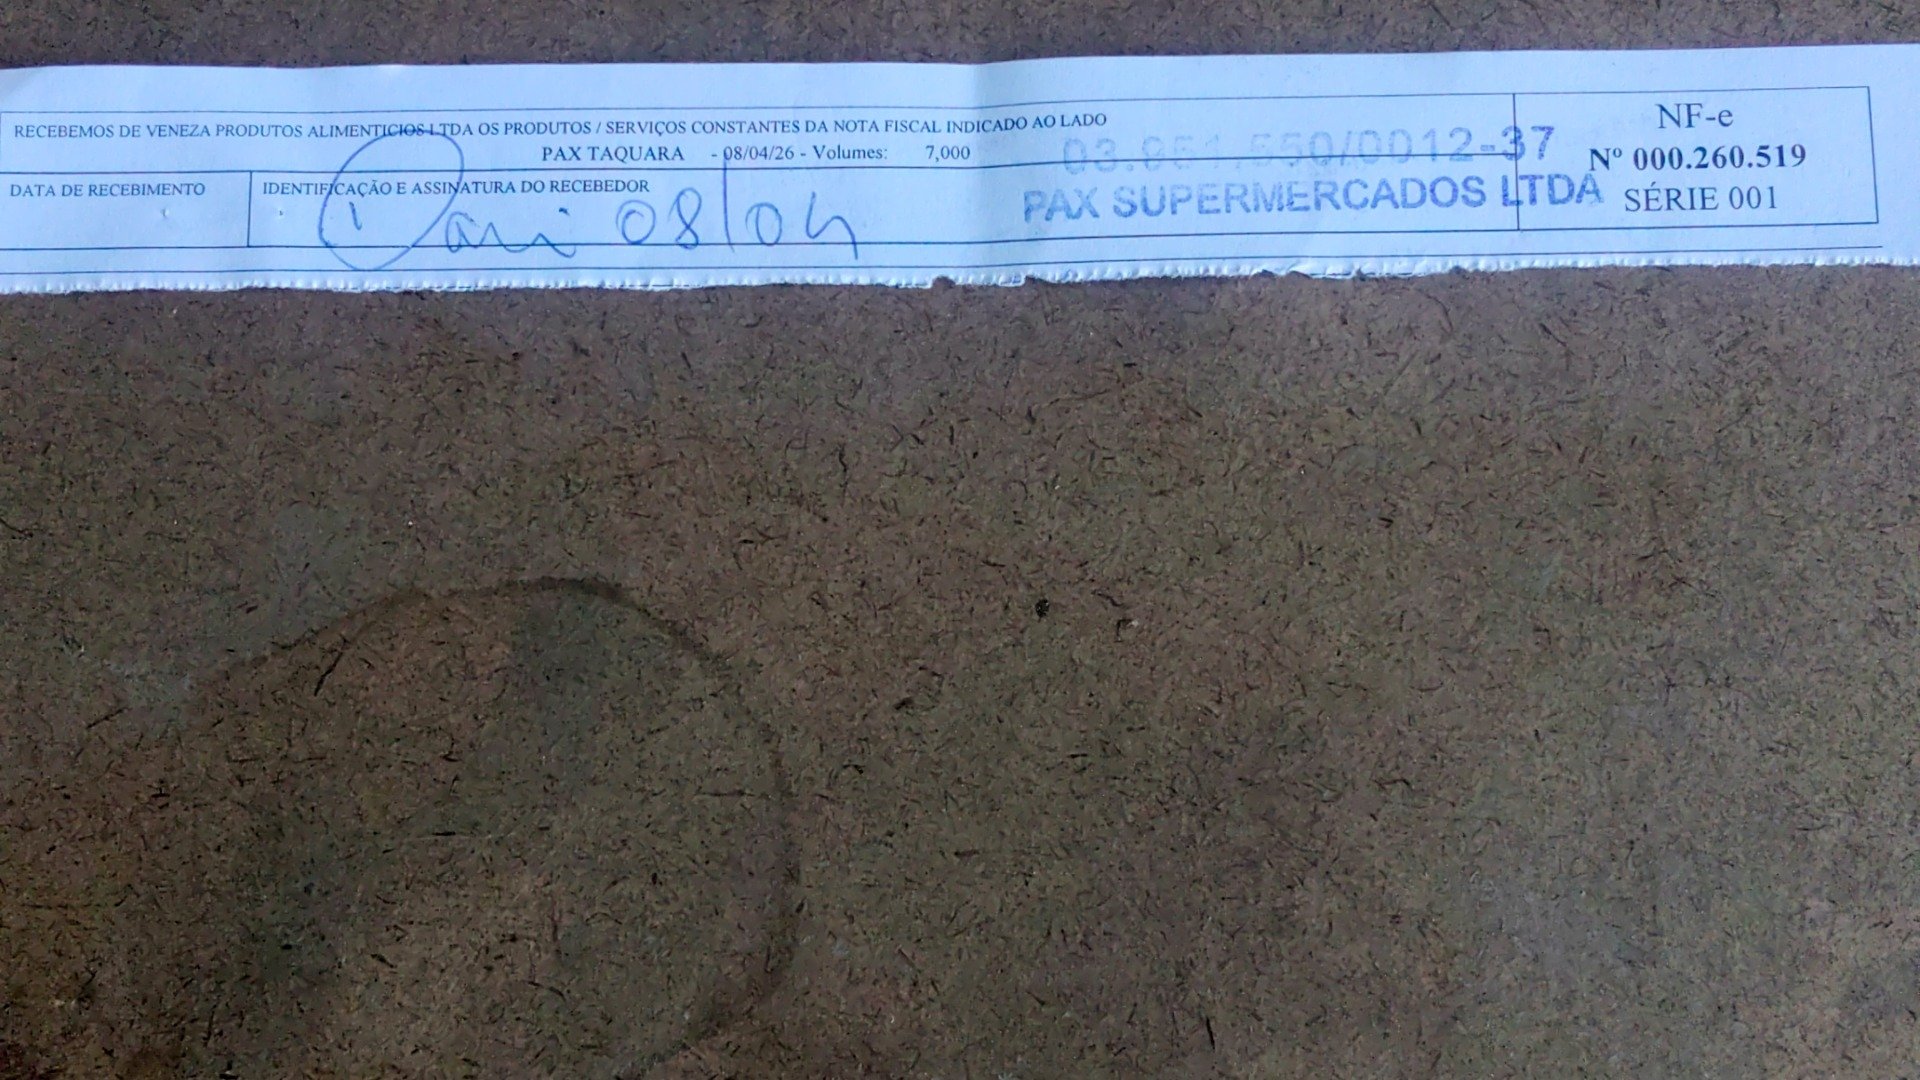 RECEBEMOS DE VENEZA PRODUTOS ALIMENTICIOS LTDA OS PRODUTOS / SERVIÇOS CONSTANTES DA NOTA FISCAL INDICADO AO LADO
PAX TAQUARA - 08/04/26 - Volumes: 7,000
DATA DE RECEBIMENTO
IDENTIFICAÇÃO E ASSINATURA DO RECEBEDOR
08/04
PAX SUPERMERCADOS LTDA
NF-e
Nº 000.260.519
SÉRIE 001